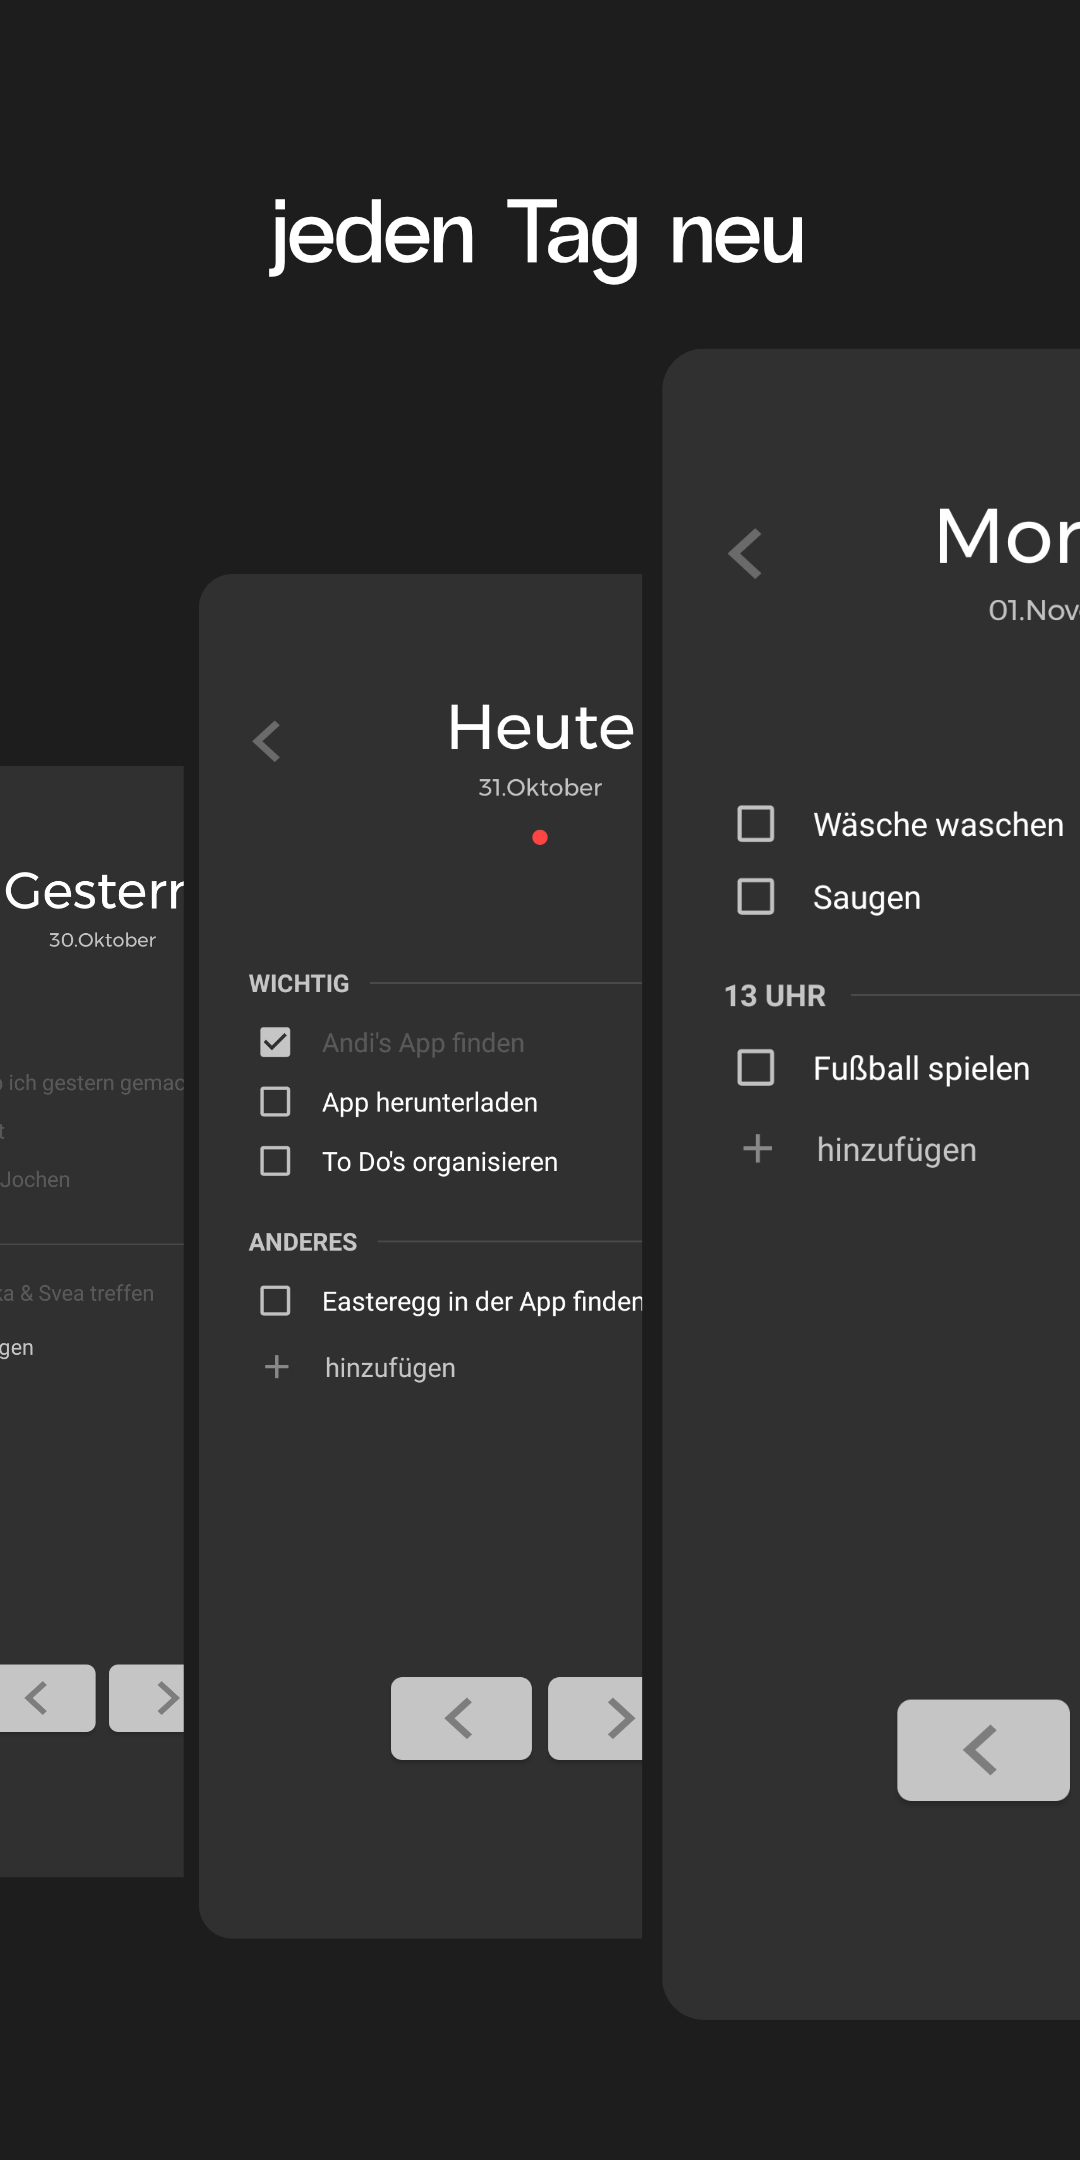 jeden Tag neu
Gestern
30.Oktober
ich gestern gemac
t
Jochen
& Svea treffen
gen
Heute
31.Oktober
WICHTIG
Andi's App finden
App herunterladen
To Do's organisieren
ANDERES
Easteregg in der App finden
hinzufügen
Mor
01.Nov
Wäsche waschen
Saugen
13 UHR
Fußball spielen
hinzufügen